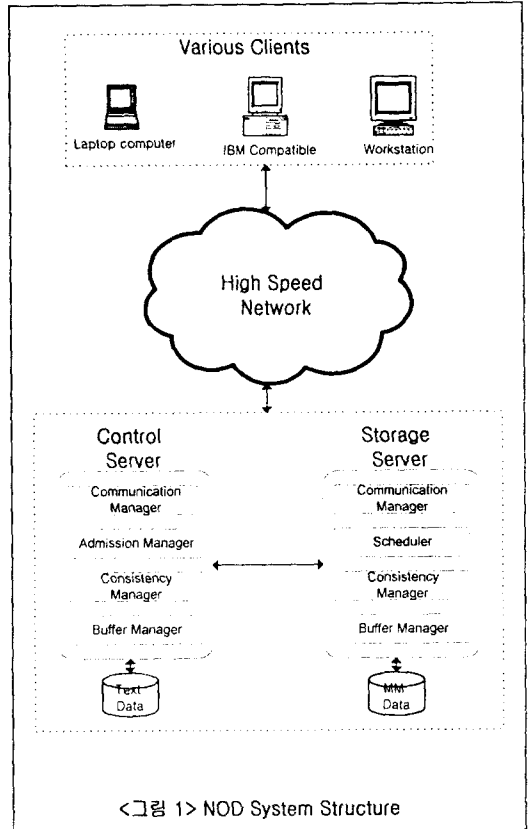 Various Clients
Laptop computer
IBM Compatible
Workstation
High Speed
Network
Control
Server
Communication
Manager
Admission Manager
Consistency
Manager
Buffer Manager
Text
Data
Storage
Server
Communication
Manager
Scheduler
Consistency
Manager
Buffer Manager
MM
Data
<그림 1> NOD System Structure